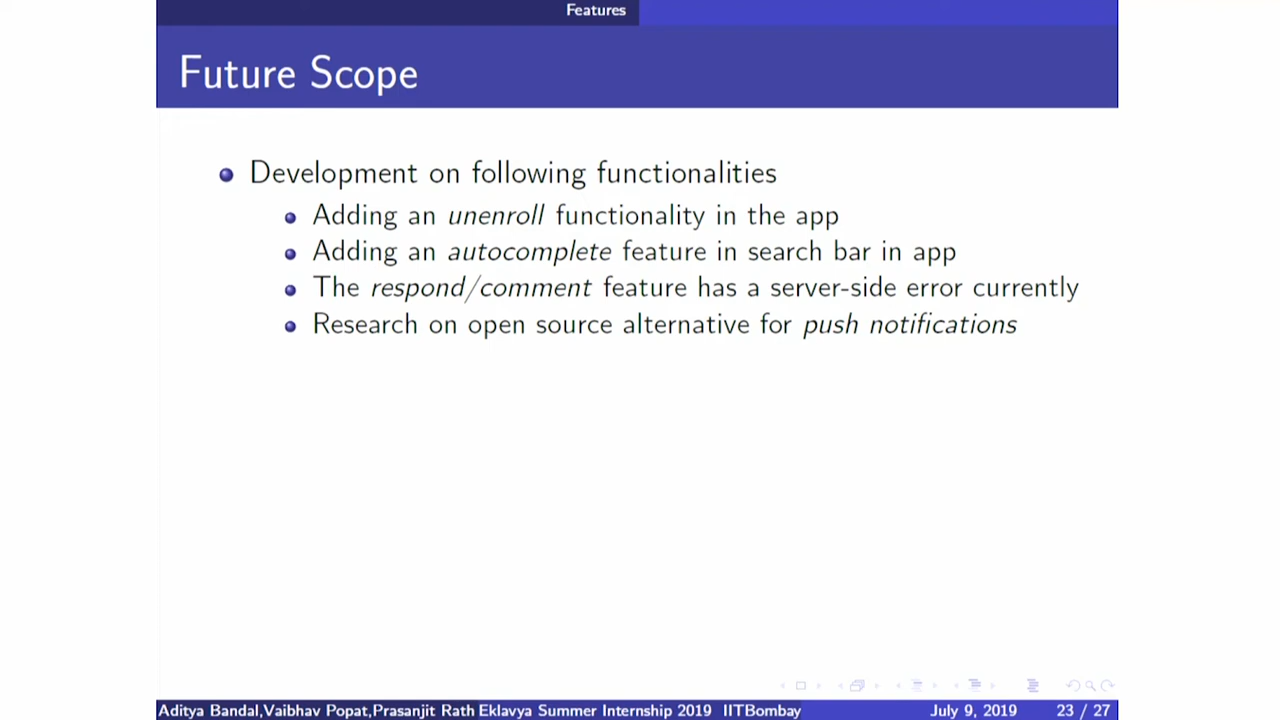 Features
Future Scope
Development on following functionalities
Adding an unenroll functionality in the app
Adding an autocomplete feature in search bar in app
The respond/comment feature has a server-side error currently
Research on open source alternative for push notifications
Aditya Bandal,Vaibhav Popat,Prasanjit Rath Eklavya Summer Internship 2019 IITBombay July 9, 2019 23 / 27